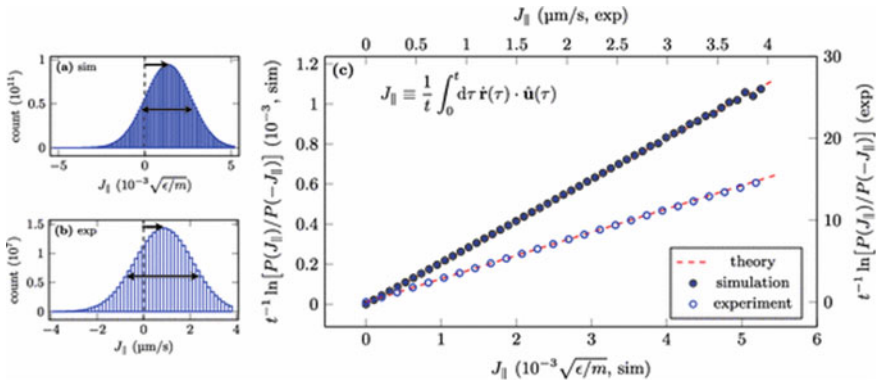 (a) sim
count (10¹¹)
1
0.5
0
−5
0
5
J∥ (10⁻³√ϵ/m)
(b) exp
count (10⁷)
1.5
1
0.5
0
−4
−2
0
2
4
J∥ (µm/s)
J∥ (µm/s, exp)
0 0.5 1 1.5 2 2.5 3 3.5 4
(c)
J∥ ≡ 1/t ∫₀ᵗ dτ ṙ(τ) · û(τ)
t⁻¹ ln[P(J∥)/P(−J∥)] (10⁻³, sim)
1.2
1
0.8
0.6
0.4
0.2
0
30
20
10
0
t⁻¹ ln[P(J∥)/P(−J∥)] (exp)
theory
simulation
experiment
0 1 2 3 4 5 6
J∥ (10⁻³√ϵ/m, sim)